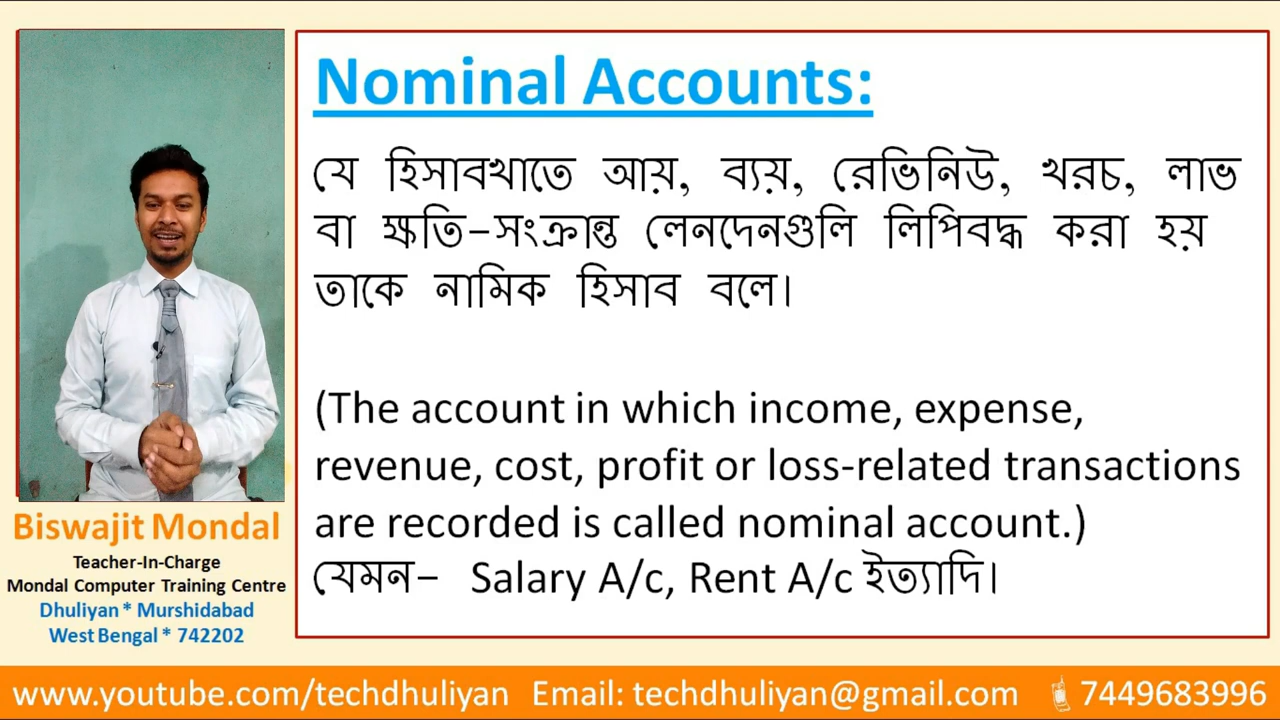 Nominal Accounts:
যে হিসাবখাতে আয়, ব্যয়, রেভিনিউ, খরচ, লাভ
বা ক্ষতি-সংক্রান্ত লেনদেনগুলি লিপিবদ্ধ করা হয়
তাকে নামিক হিসাব বলে।
(The account in which income, expense,
revenue, cost, profit or loss-related transactions
are recorded is called nominal account.)
যেমন- Salary A/c, Rent A/c ইত্যাদি।
Biswajit Mondal
Teacher-In-Charge
Mondal Computer Training Centre
Dhuliyan * Murshidabad
West Bengal * 742202
www.youtube.com/techdhuliyan Email: techdhuliyan@gmail.com 7449683996